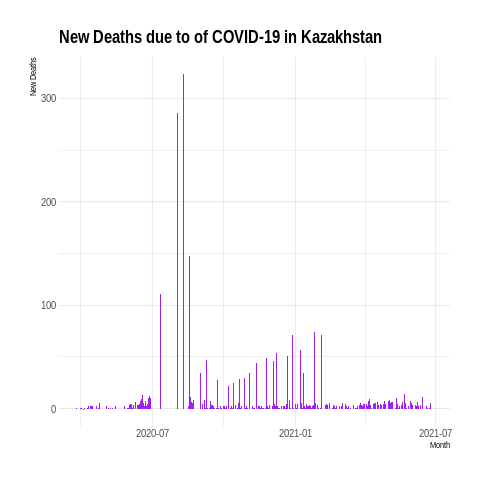 New Deaths due to of COVID-19 in Kazakhstan
New Deaths
300
200
100
0
2020-07
2021-01
2021-07
Month